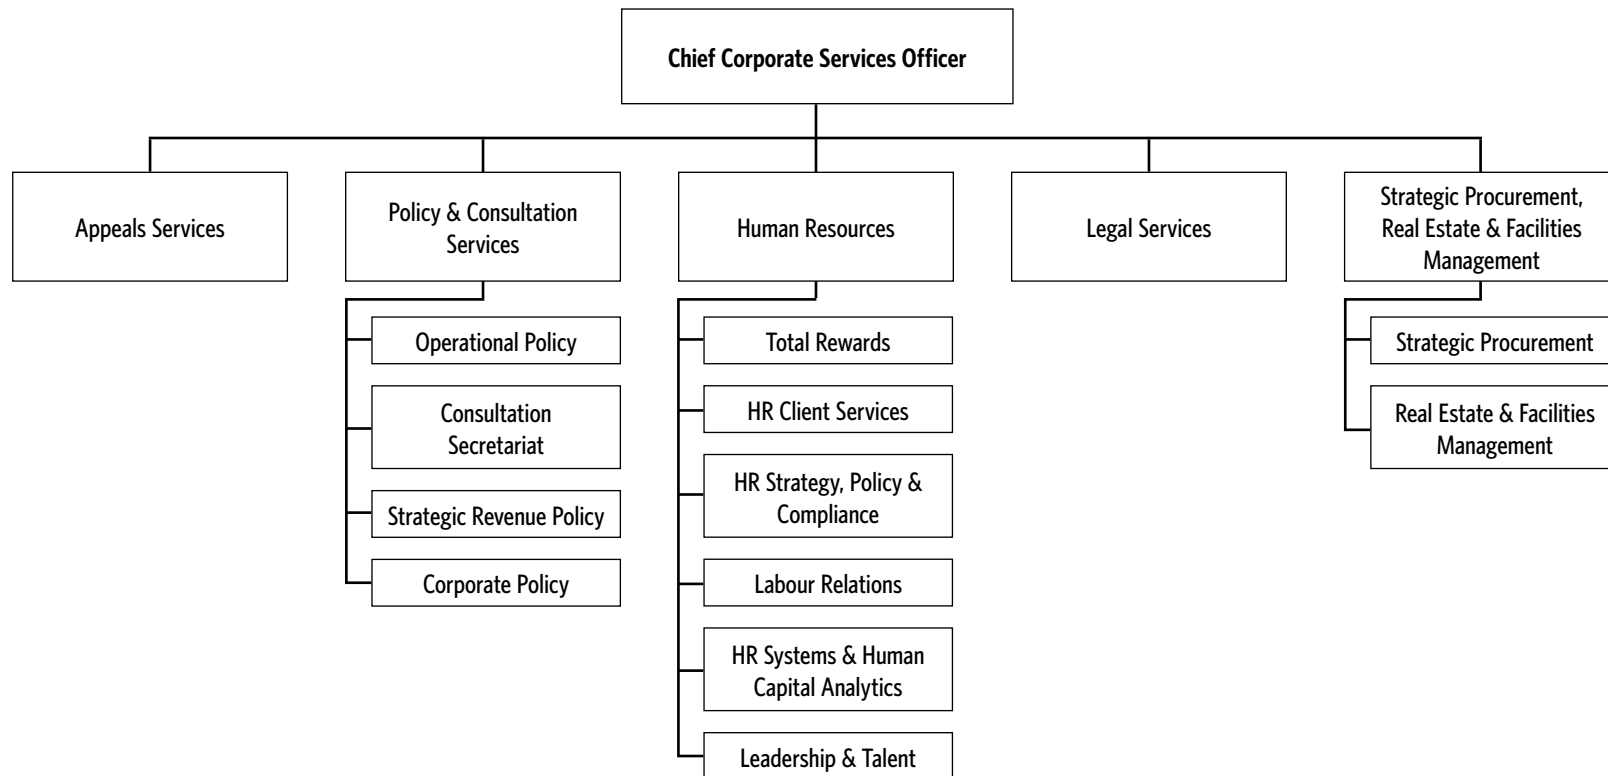 Chief Corporate Services Officer
Appeals Services
Policy & Consultation
Services
Human Resources
Legal Services
Strategic Procurement,
Real Estate & Facilities
Management
Operational Policy
Consultation
Secretariat
Strategic Revenue Policy
Corporate Policy
Total Rewards
HR Client Services
HR Strategy, Policy &
Compliance
Labour Relations
HR Systems & Human
Capital Analytics
Leadership & Talent
Strategic Procurement
Real Estate & Facilities
Management